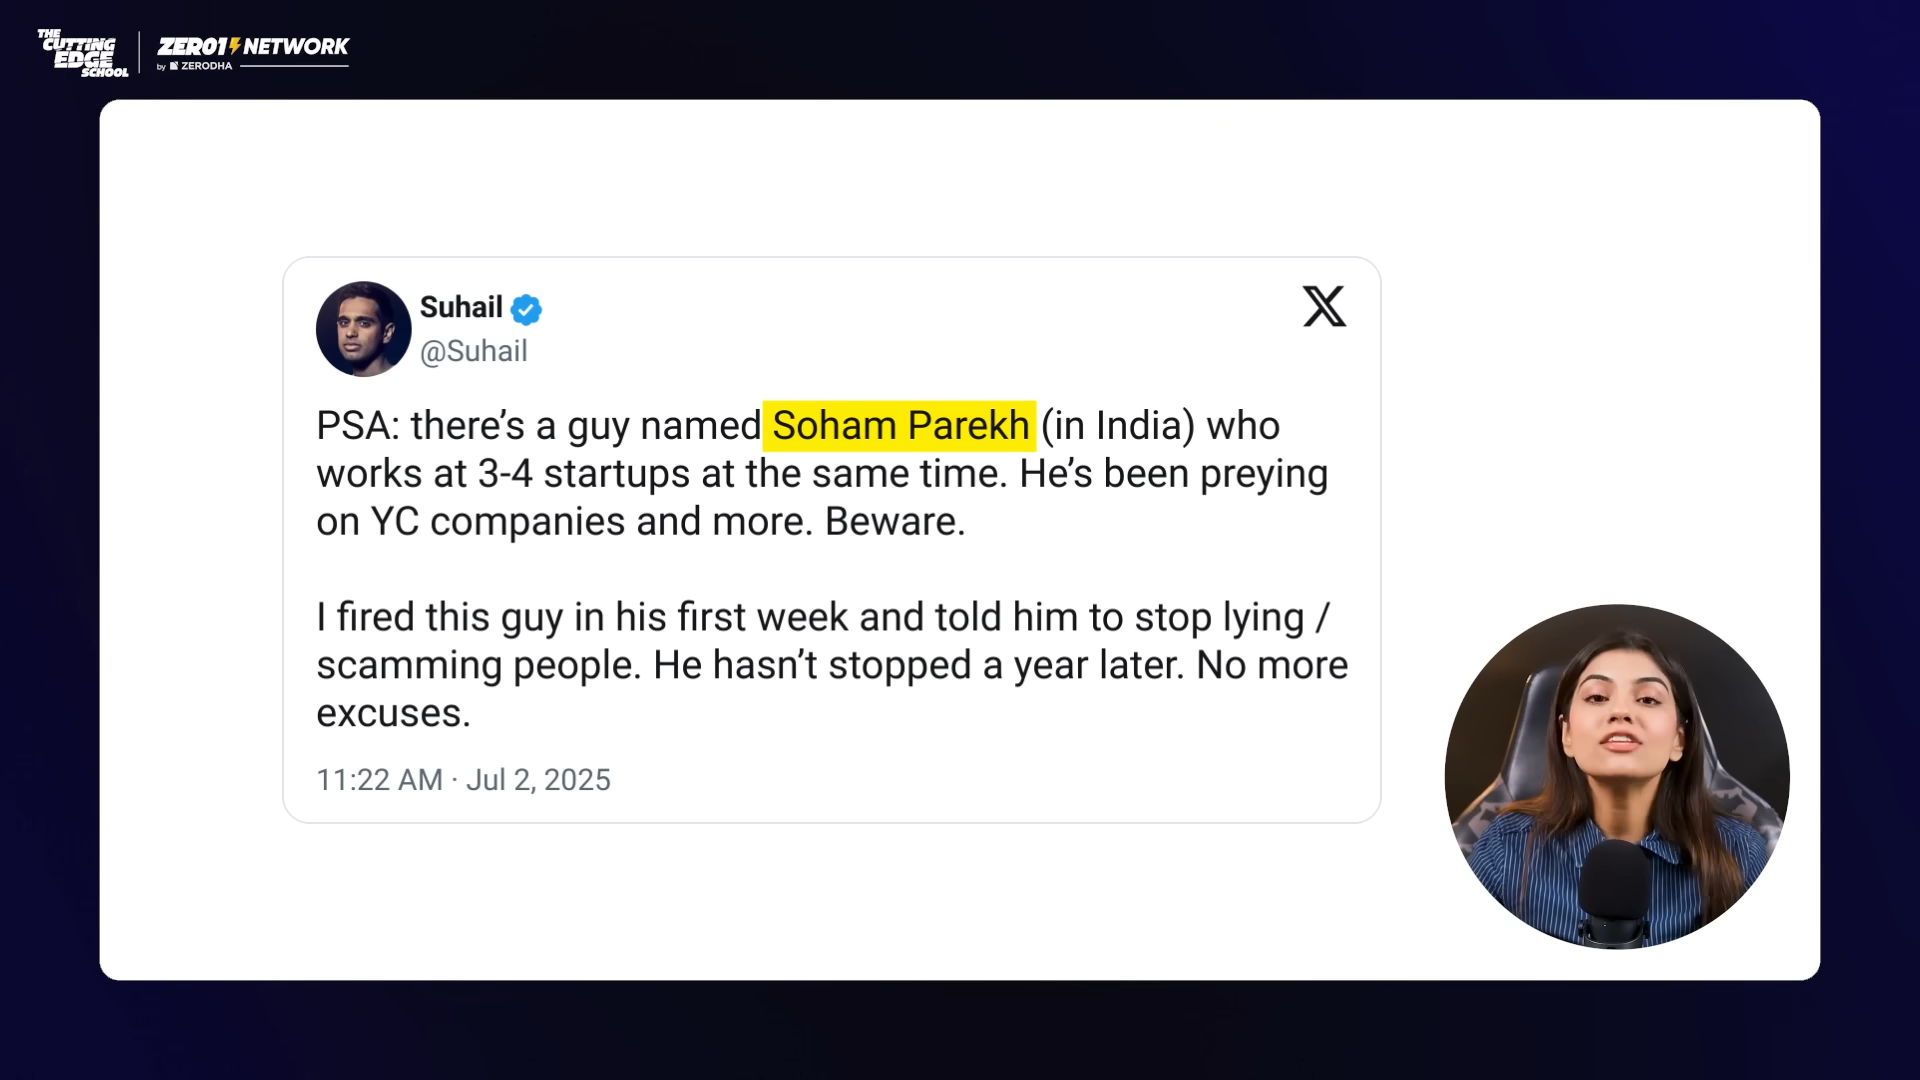 THE
CUTTING
EDGE
SCHOOL
ZERO1 NETWORK
by ZERODHA
Suhail
@Suhail
PSA: there’s a guy named Soham Parekh (in India) who
works at 3-4 startups at the same time. He’s been preying
on YC companies and more. Beware.
I fired this guy in his first week and told him to stop lying /
scamming people. He hasn’t stopped a year later. No more
excuses.
11:22 AM · Jul 2, 2025